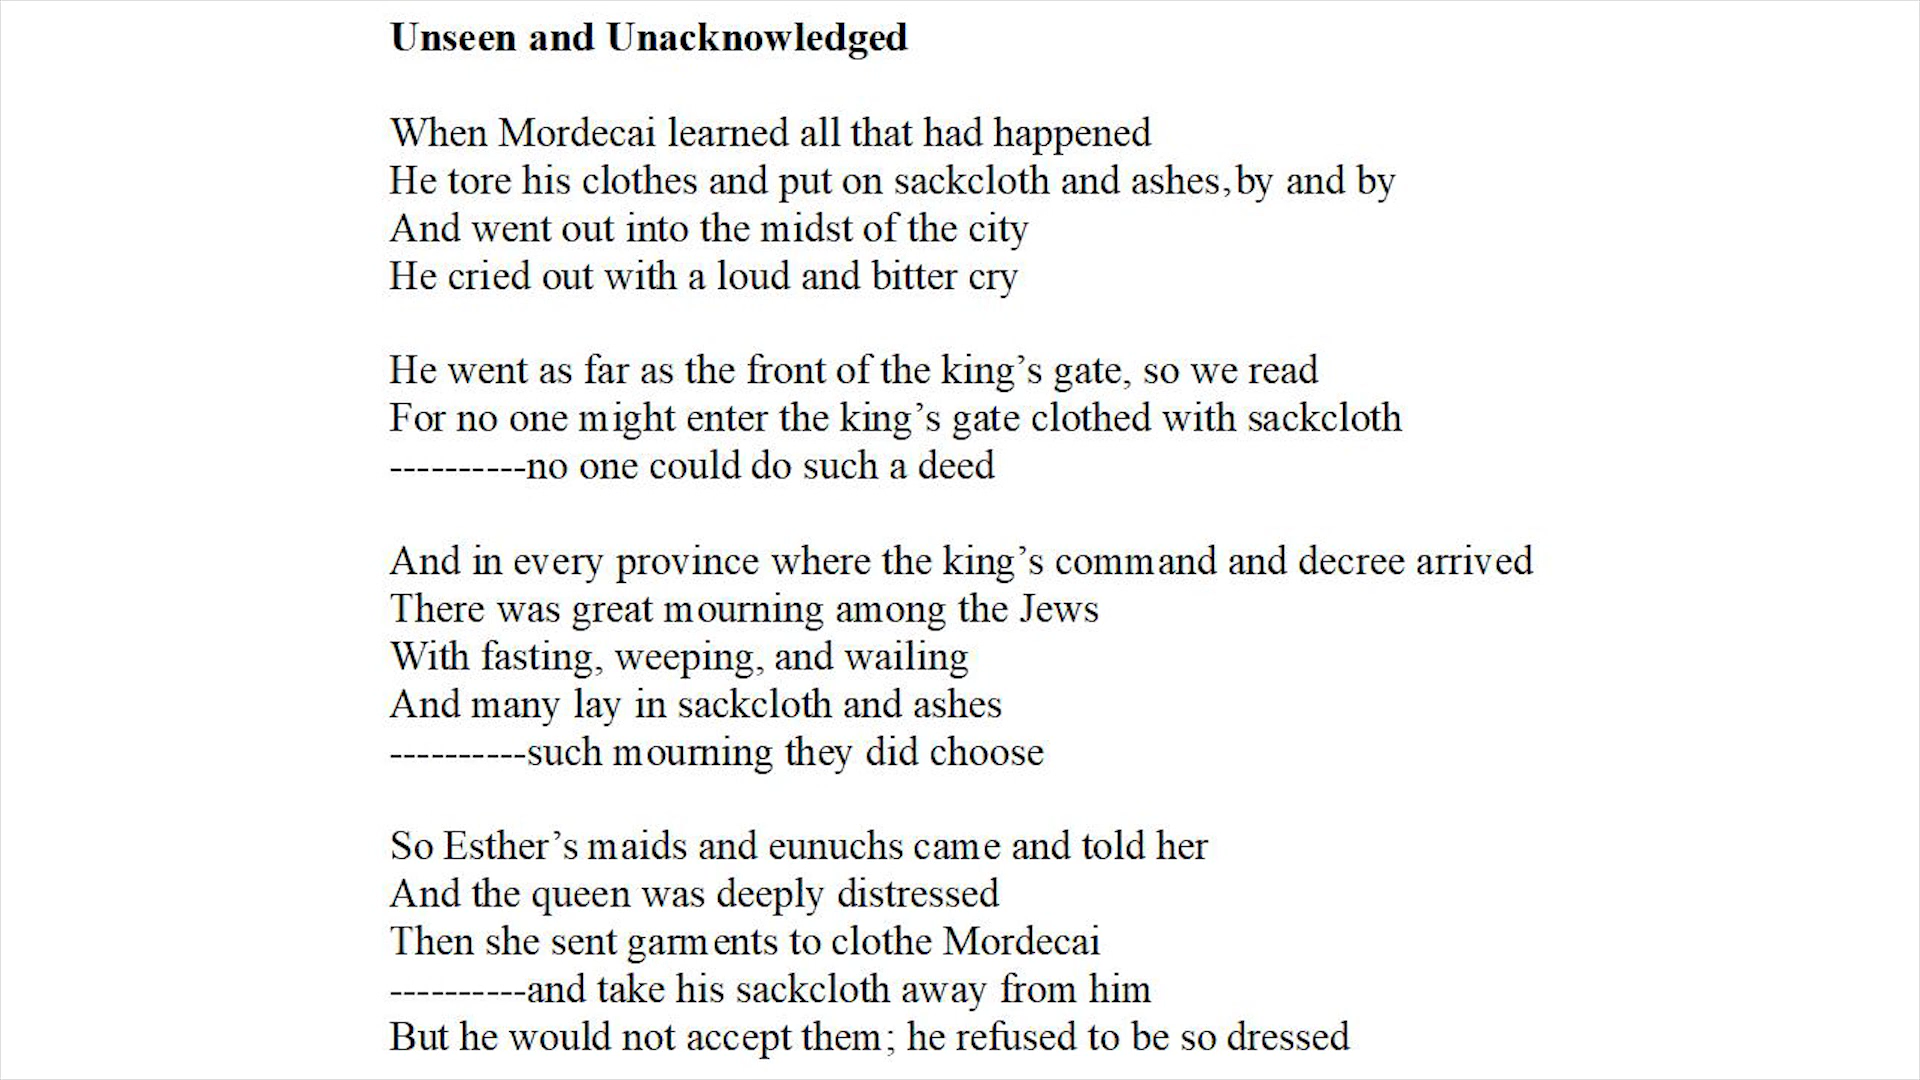 Unseen and Unacknowledged
When Mordecai learned all that had happened
He tore his clothes and put on sackcloth and ashes, by and by
And went out into the midst of the city
He cried out with a loud and bitter cry
He went as far as the front of the king’s gate, so we read
For no one might enter the king’s gate clothed with sackcloth
----------no one could do such a deed
And in every province where the king’s command and decree arrived
There was great mourning among the Jews
With fasting, weeping, and wailing
And many lay in sackcloth and ashes
----------such mourning they did choose
So Esther’s maids and eunuchs came and told her
And the queen was deeply distressed
Then she sent garments to clothe Mordecai
----------and take his sackcloth away from him
But he would not accept them; he refused to be so dressed